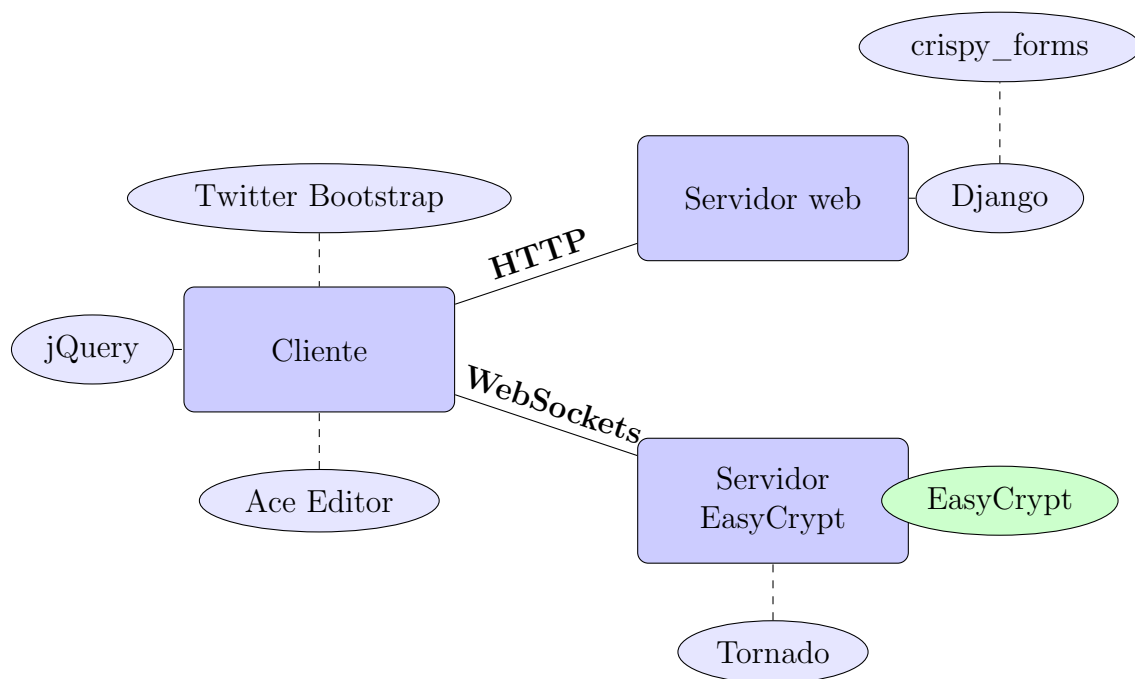 crispy_forms
Twitter Bootstrap
Servidor web
Django
HTTP
jQuery
Cliente
WebSockets
Ace Editor
Servidor
EasyCrypt
EasyCrypt
Tornado